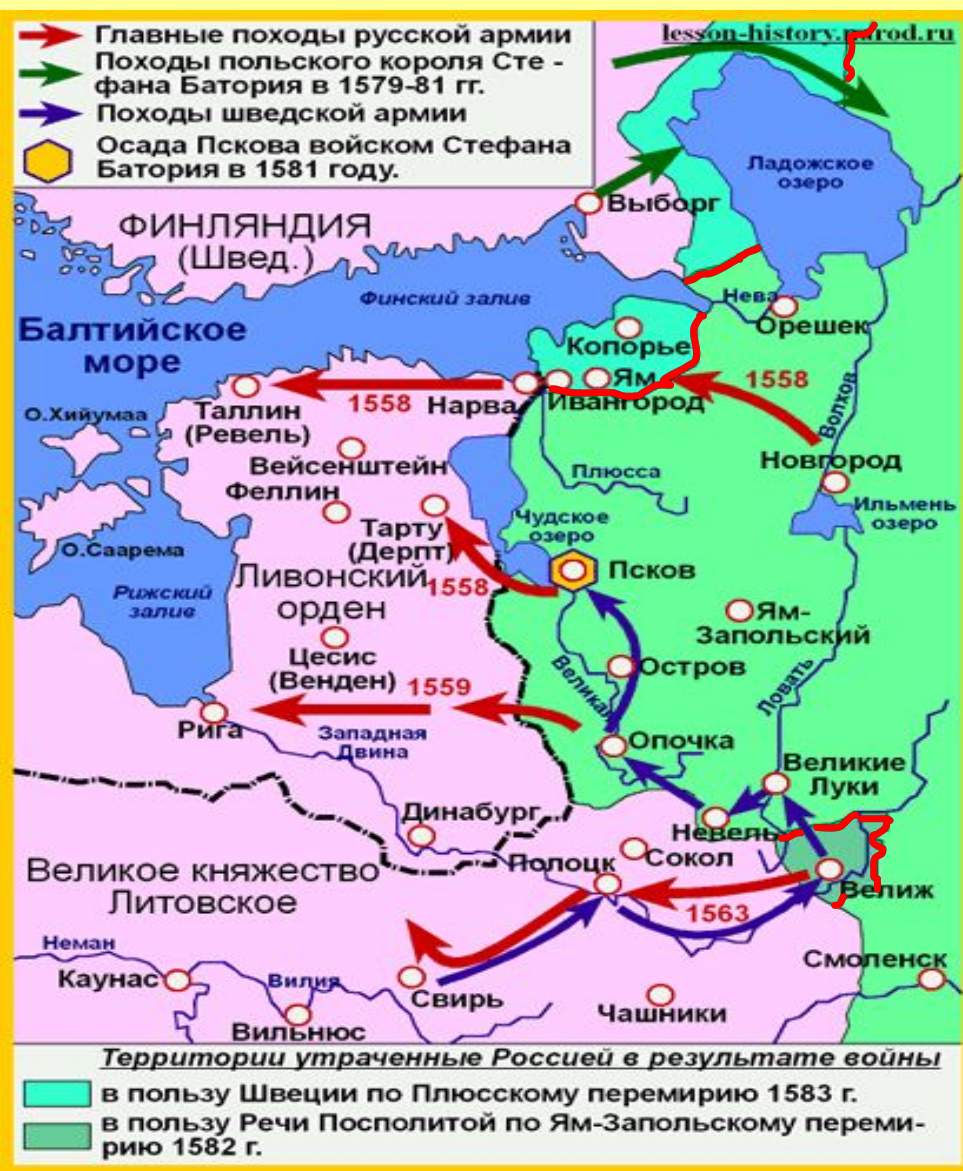 Главные походы русской армии
lesson-history.narod.ru
Походы польского короля Сте -
фана Батория в 1579-81 гг.
Походы шведской армии
Осада Пскова войском Стефана
Батория в 1581 году.
Ладожское
озеро
Выборг
ФИНЛЯНДИЯ
(Швед.)
Финский залив
Нева
Орешек
Балтийское
море
Копорье
Ям
1558
Нарва
Ивангород
1558
Таллин
(Ревель)
О.Хийумаа
Волхов
Вейсенштейн
Новгород
Плюсса
Феллин
Ильмень
озеро
Тарту
(Дерпт)
Чудское
озеро
О.Саарема
Псков
Ливонский
орден
1558
Рижский
залив
Ям-
Запольский
Цесис
(Венден)
Остров
Великая
Ловать
1559
Рига
Западная
Двина
Опочка
Великие
Луки
Динабург
Невель
Сокол
Полоцк
Великое княжество
Литовское
Велиж
1563
Неман
Смоленск
Каунас
Вилия
Свирь
Чашники
Вильнюс
Территории утраченные Россией в результате войны
в пользу Швеции по Плюсскому перемирию 1583 г.
в пользу Речи Посполитой по Ям-Запольскому переми-
рию 1582 г.